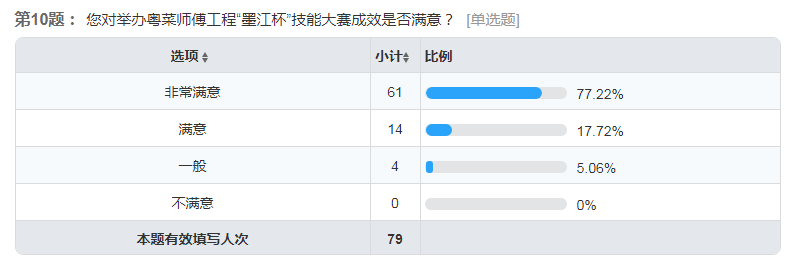 第10题： 您对举办粤菜师傅工程“墨江杯”技能大赛成效是否满意？ [单选题]
选项 小计 比例
非常满意 61 77.22%
满意 14 17.72%
一般 4 5.06%
不满意 0 0%
本题有效填写人次 79